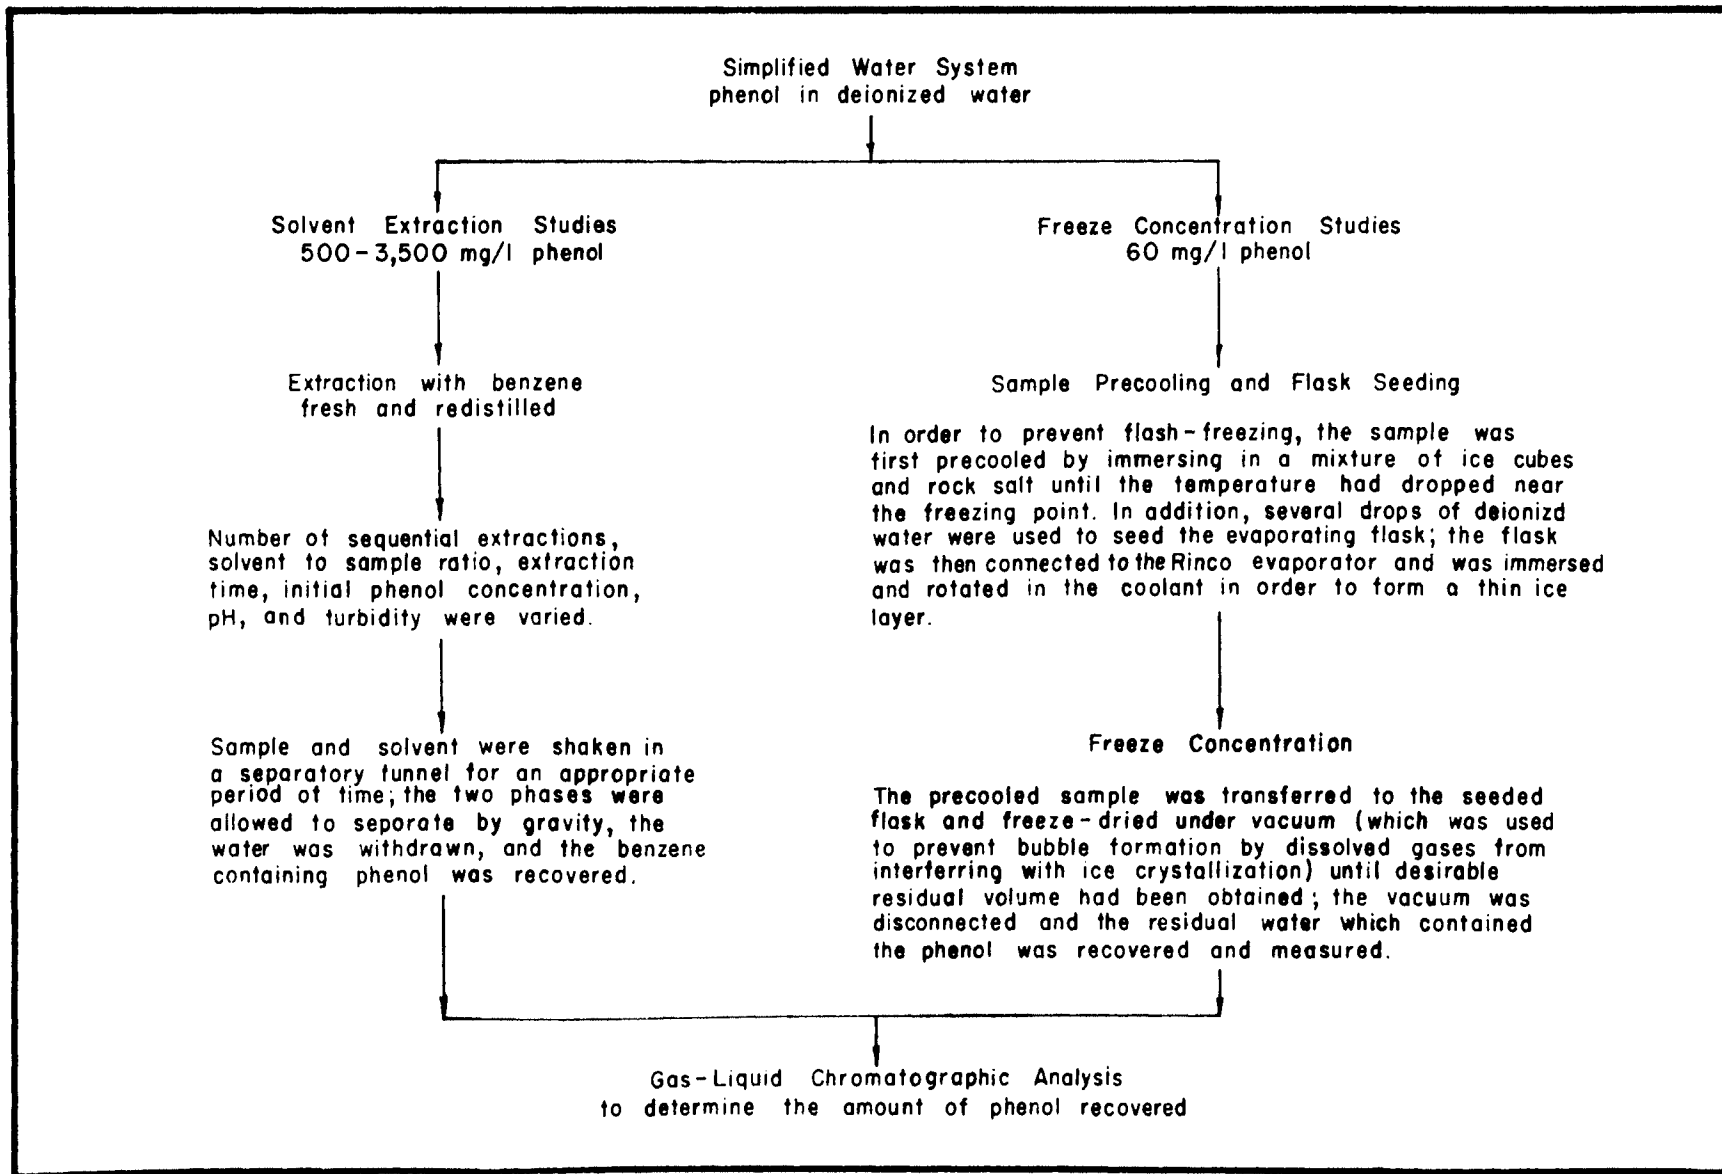 Simplified Water System
phenol in deionized water
Solvent Extraction Studies
500-3,500 mg/l phenol
Extraction with benzene
fresh and redistilled
Number of sequential extractions,
solvent to sample ratio, extraction
time, initial phenol concentration,
pH, and turbidity were varied.
Sample and solvent were shaken in
a separatory funnel for an appropriate
period of time; the two phases were
allowed to separate by gravity, the
water was withdrawn, and the benzene
containing phenol was recovered.
Freeze Concentration Studies
60 mg/l phenol
Sample Precooling and Flask Seeding
In order to prevent flash-freezing, the sample was
first precooled by immersing in a mixture of ice cubes
and rock salt until the temperature had dropped near
the freezing point. In addition, several drops of deionizd
water were used to seed the evaporating flask; the flask
was then connected to the Rinco evaporator and was immersed
and rotated in the coolant in order to form a thin ice
layer.
Freeze Concentration
The precooled sample was transferred to the seeded
flask and freeze-dried under vacuum (which was used
to prevent bubble formation by dissolved gases from
interferring with ice crystallization) until desirable
residual volume had been obtained; the vacuum was
disconnected and the residual water which contained
the phenol was recovered and measured.
Gas-Liquid Chromatographic Analysis
to determine the amount of phenol recovered